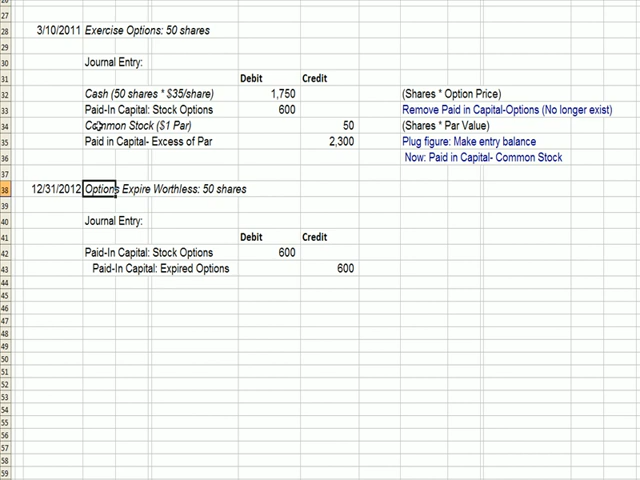 26
27
28 3/10/2011 Exercise Options: 50 shares
29
30 Journal Entry:
31 Debit Credit
32 Cash (50 shares * $35/share) 1,750 (Shares * Option Price)
33 Paid-In Capital: Stock Options 600 Remove Paid in Capital-Options (No longer exist)
34 Common Stock ($1 Par) 50 (Shares * Par Value)
35 Paid in Capital- Excess of Par 2,300 Plug figure: Make entry balance
36 Now: Paid in Capital- Common Stock
37
38 12/31/2012 Options Expire Worthless: 50 shares
39
40 Journal Entry:
41 Debit Credit
42 Paid-In Capital: Stock Options 600
43 Paid-In Capital: Expired Options 600
44
45
46
47
48
49
50
51
52
53
54
55
56
57
58
59